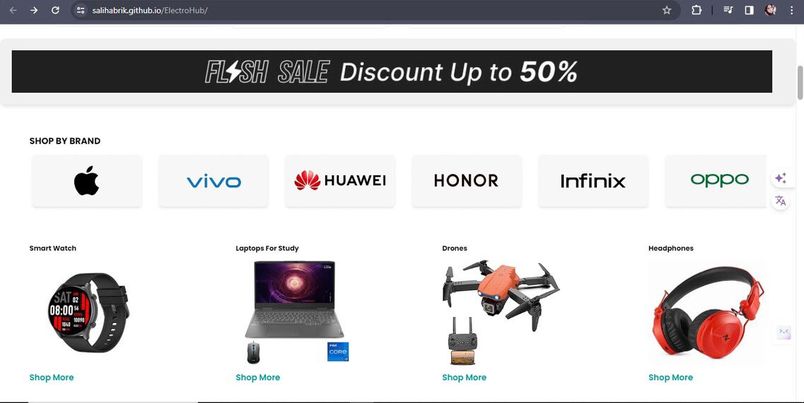 salihabrik.github.io/ElectroHub/
FLASH SALE Discount Up to 50%
SHOP BY BRAND
vivo HUAWEI HONOR Infinix oppo
Smart Watch Laptops For Study Drones Headphones
SAT
08:00
Shop More Shop More Shop More Shop More